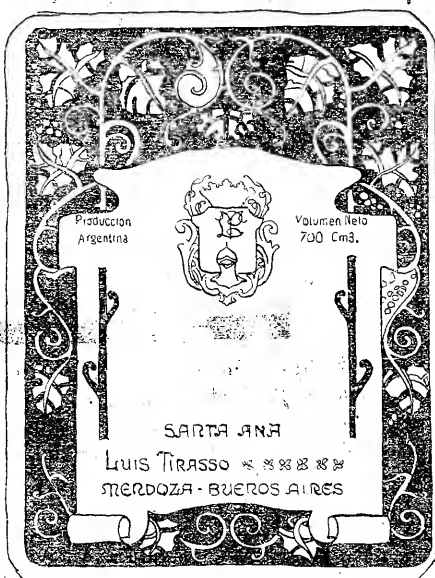 Produccion
Argentina
Volumen Neto
700 Cm3.
SANTA ANA
LUIS TIRASSO
MENDOZA - BUENOS AIRES